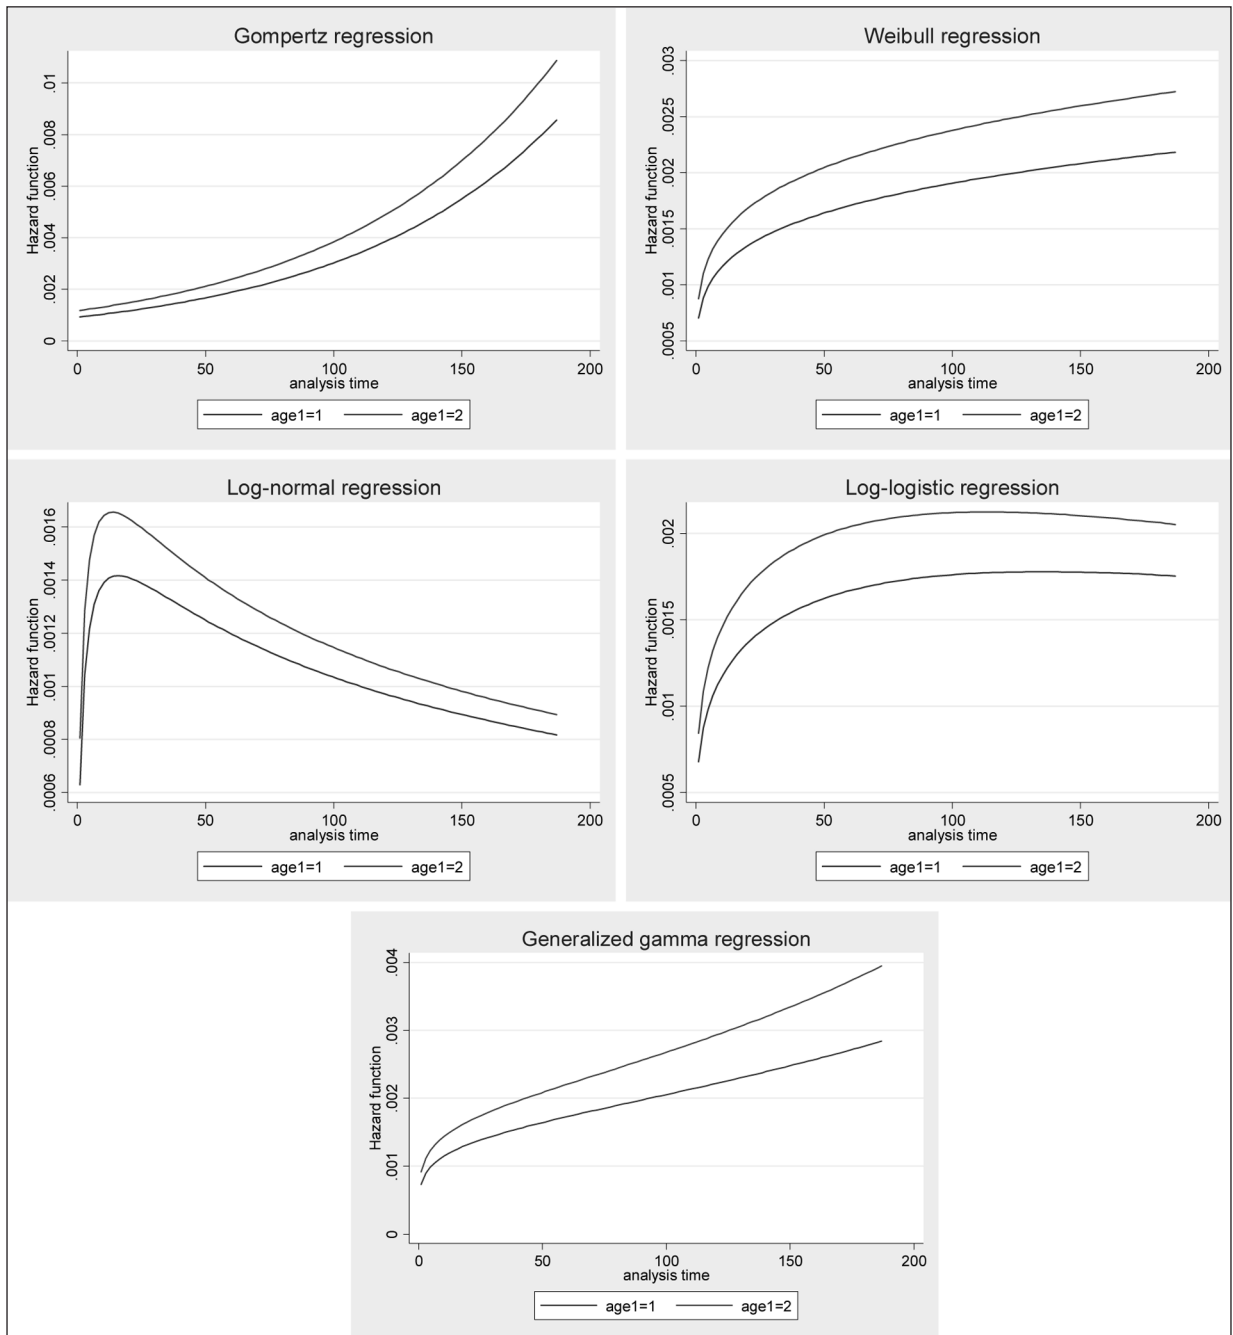 Gompertz regression
Hazard function
0 .002 .004 .006 .008 .01
0 50 100 150 200
analysis time
age1=1 age1=2
Weibull regression
Hazard function
.0005 .001 .0015 .002 .0025 .003
0 50 100 150 200
analysis time
age1=1 age1=2
Log-normal regression
Hazard function
.0006 .0008 .001 .0012 .0014 .0016
0 50 100 150 200
analysis time
age1=1 age1=2
Log-logistic regression
Hazard function
.0005 .001 .0015 .002
0 50 100 150 200
analysis time
age1=1 age1=2
Generalized gamma regression
Hazard function
0 .001 .002 .003 .004
0 50 100 150 200
analysis time
age1=1 age1=2